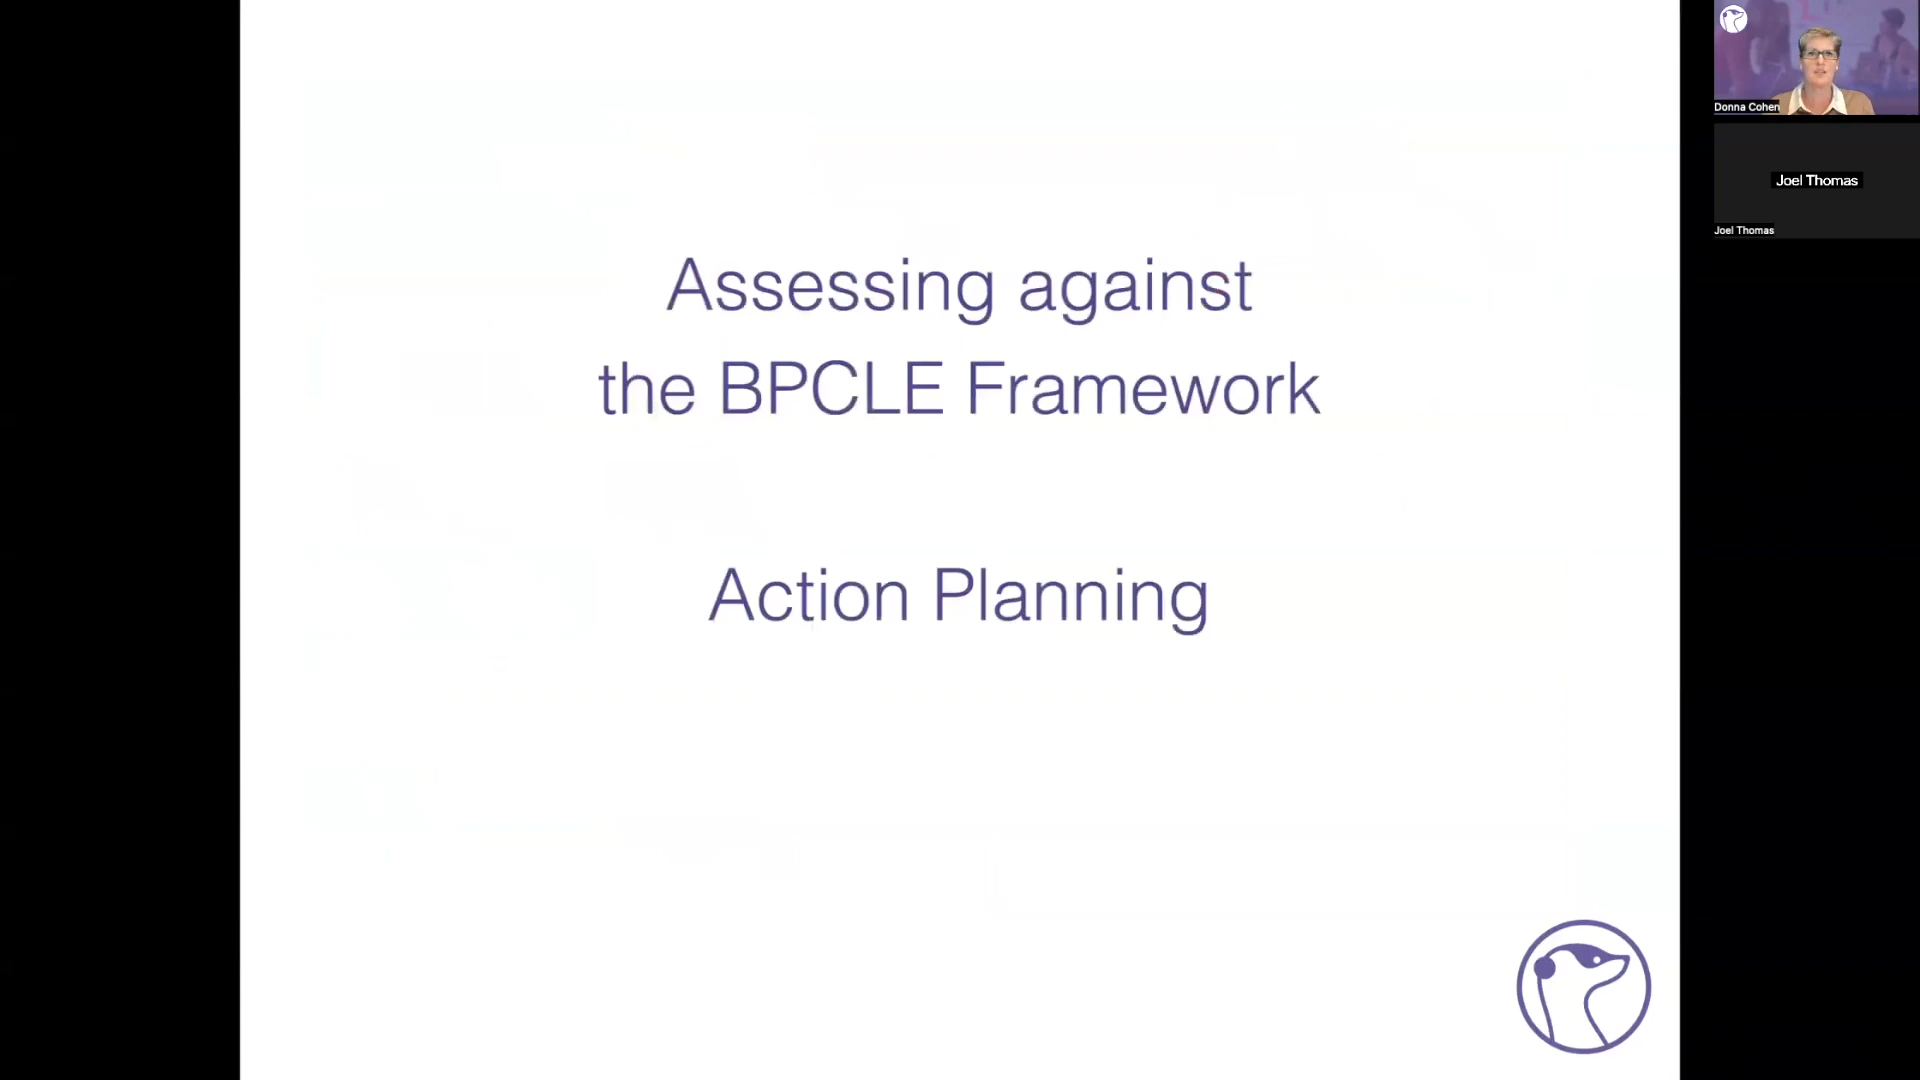 Assessing against
the BPCLE Framework
Action Planning
Donna Cohen
Joel Thomas
Joel Thomas